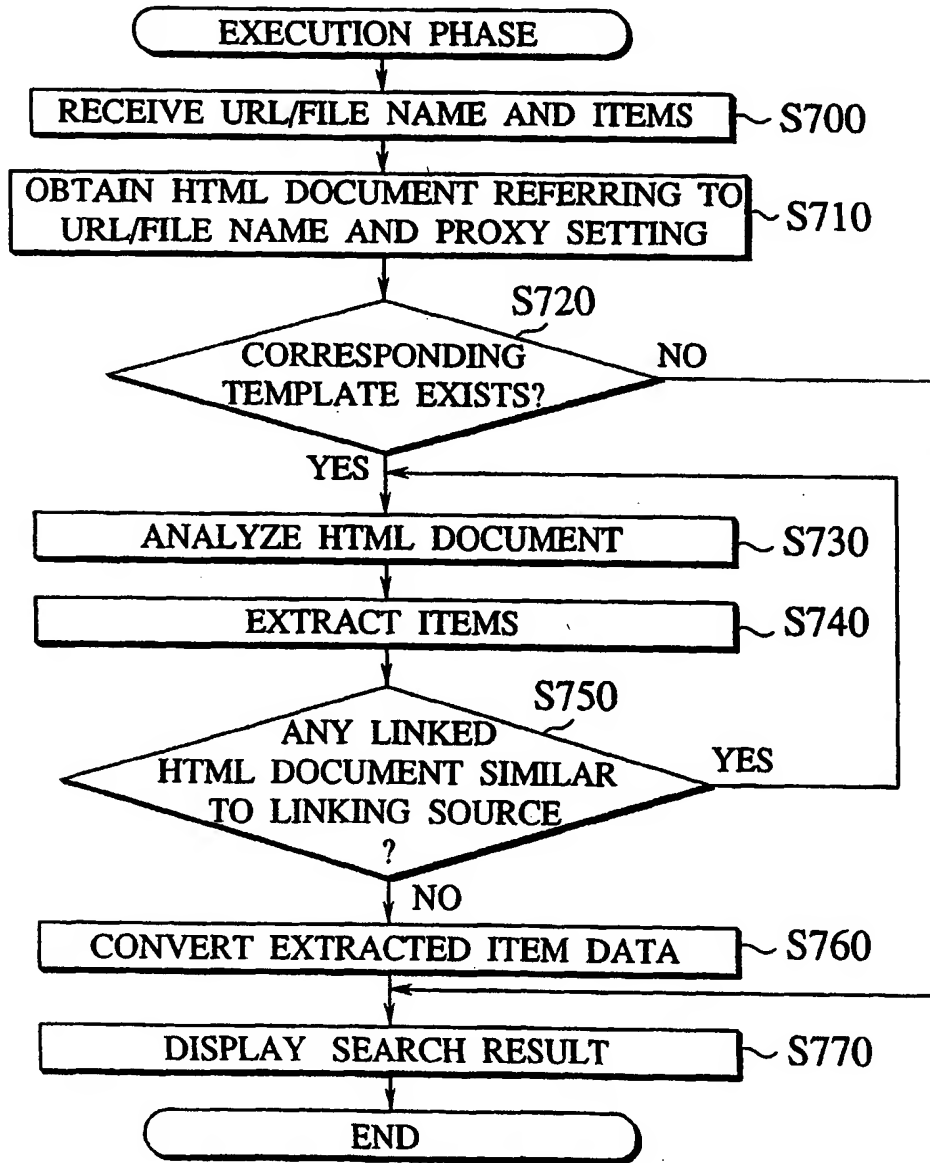 EXECUTION PHASE
RECEIVE URL/FILE NAME AND ITEMS
S700
OBTAIN HTML DOCUMENT REFERRING TO
URL/FILE NAME AND PROXY SETTING
S710
S720
CORRESPONDING
TEMPLATE EXISTS?
NO
YES
ANALYZE HTML DOCUMENT
S730
EXTRACT ITEMS
S740
S750
ANY LINKED
HTML DOCUMENT SIMILAR
TO LINKING SOURCE
?
YES
NO
CONVERT EXTRACTED ITEM DATA
S760
DISPLAY SEARCH RESULT
S770
END